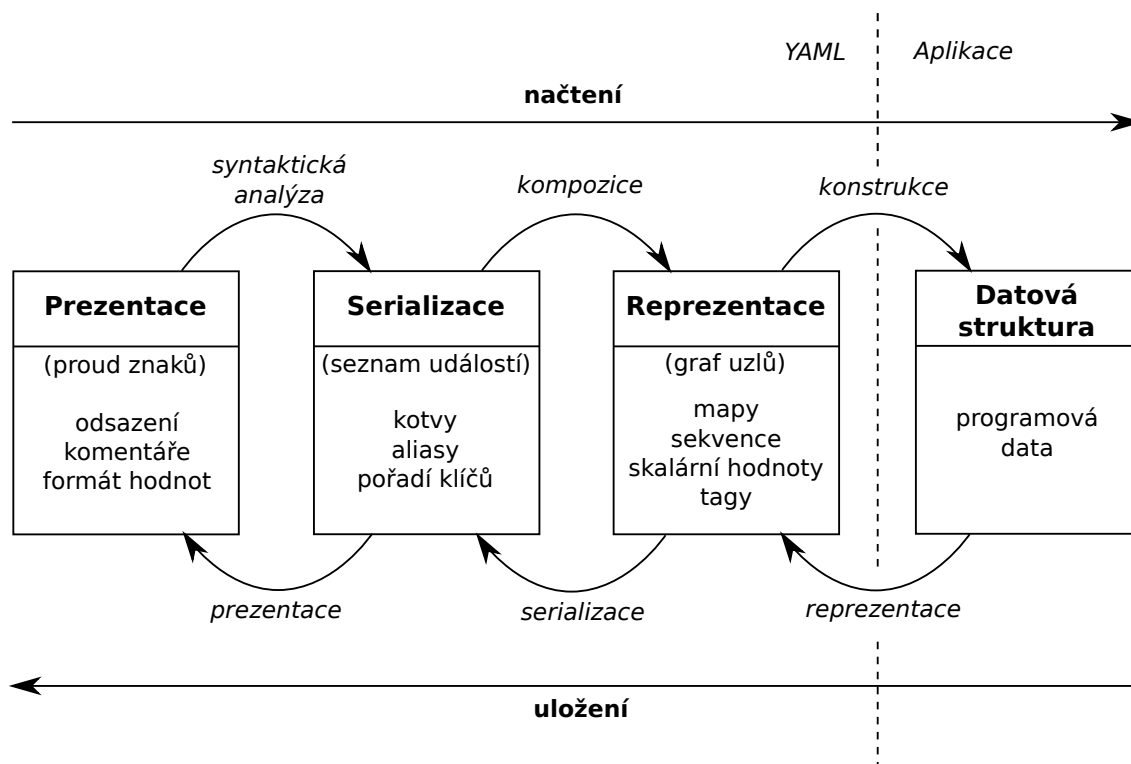 YAML
Aplikace
načtení
syntaktická
analýza
kompozice
konstrukce
Prezentace
(proud znaků)
odsazení
komentáře
formát hodnot
Serializace
(seznam událostí)
kotvy
aliasy
pořadí klíčů
Reprezentace
(graf uzlů)
mapy
sekvence
skalární hodnoty
tagy
Datová
struktura
programová
data
prezentace
serializace
reprezentace
uložení